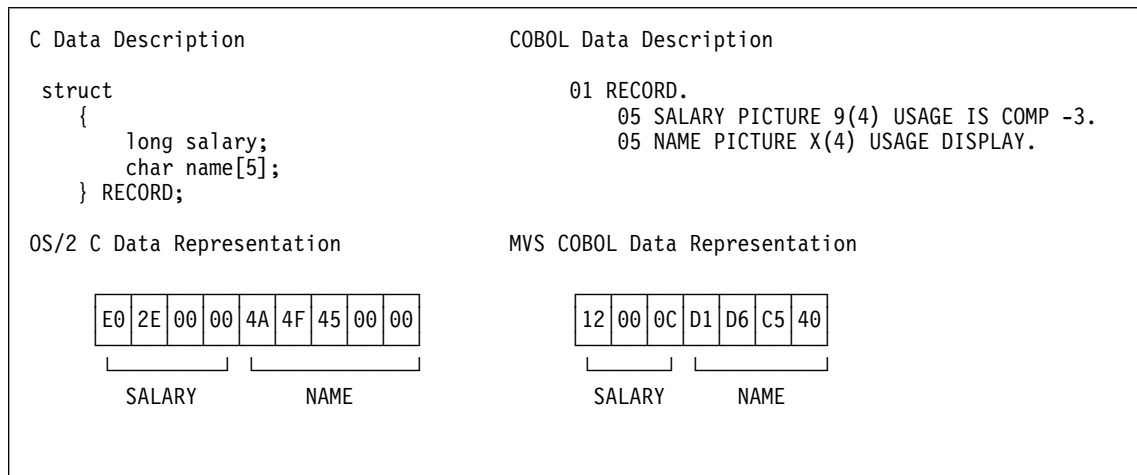 C Data Description COBOL Data Description
struct 01 RECORD.
{ 05 SALARY PICTURE 9(4) USAGE IS COMP -3.
long salary; 05 NAME PICTURE X(4) USAGE DISPLAY.
char name[5];
} RECORD;
OS/2 C Data Representation MVS COBOL Data Representation
E0 2E 00 00 4A 4F 45 00 00 12 00 0C D1 D6 C5 40
SALARY NAME SALARY NAME